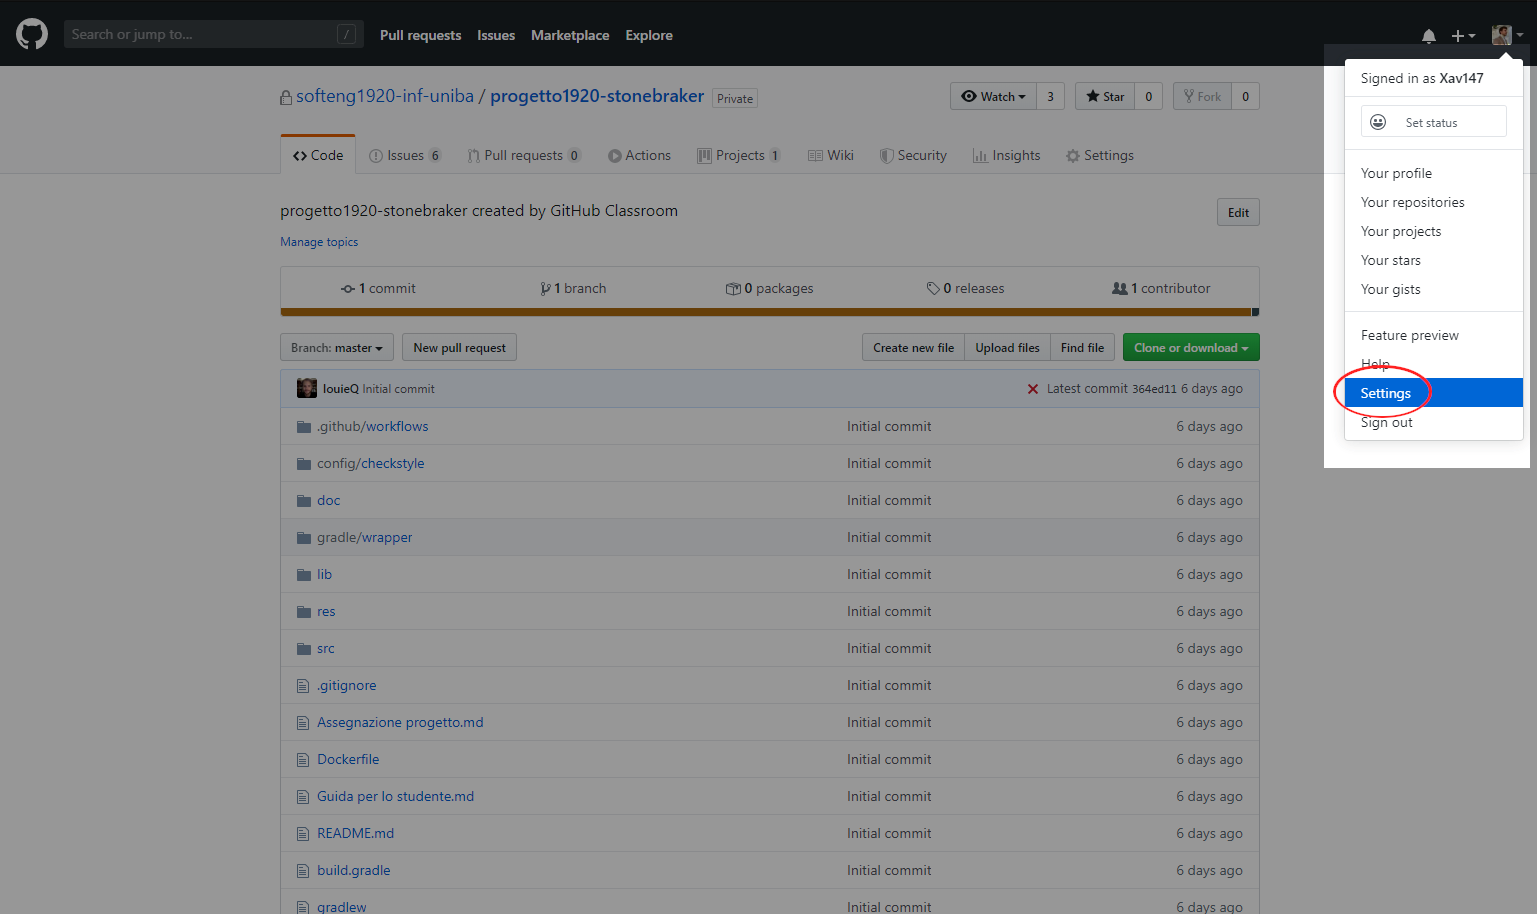 Search or jump to... / Pull requests Issues Marketplace Explore
Signed in as Xav147
Set status
Your profile
Your repositories
Your projects
Your stars
Your gists
Feature preview
Help
Settings
Sign out
softeng1920-inf-uniba / progetto1920-stonebraker Private
Watch 3 Star 0 Fork 0
Code Issues 6 Pull requests 0 Actions Projects 1 Wiki Security Insights Settings
progetto1920-stonebraker created by GitHub Classroom Edit
Manage topics
1 commit 1 branch 0 packages 0 releases 1 contributor
Branch: master New pull request Create new file Upload files Find file Clone or download
louieQ Initial commit Latest commit 364ed11 6 days ago
.github/workflows Initial commit 6 days ago
config/checkstyle Initial commit 6 days ago
doc Initial commit 6 days ago
gradle/wrapper Initial commit 6 days ago
lib Initial commit 6 days ago
res Initial commit 6 days ago
src Initial commit 6 days ago
.gitignore Initial commit 6 days ago
Assegnazione progetto.md Initial commit 6 days ago
Dockerfile Initial commit 6 days ago
Guida per lo studente.md Initial commit 6 days ago
README.md Initial commit 6 days ago
build.gradle Initial commit 6 days ago
gradlew Initial commit 6 days ago